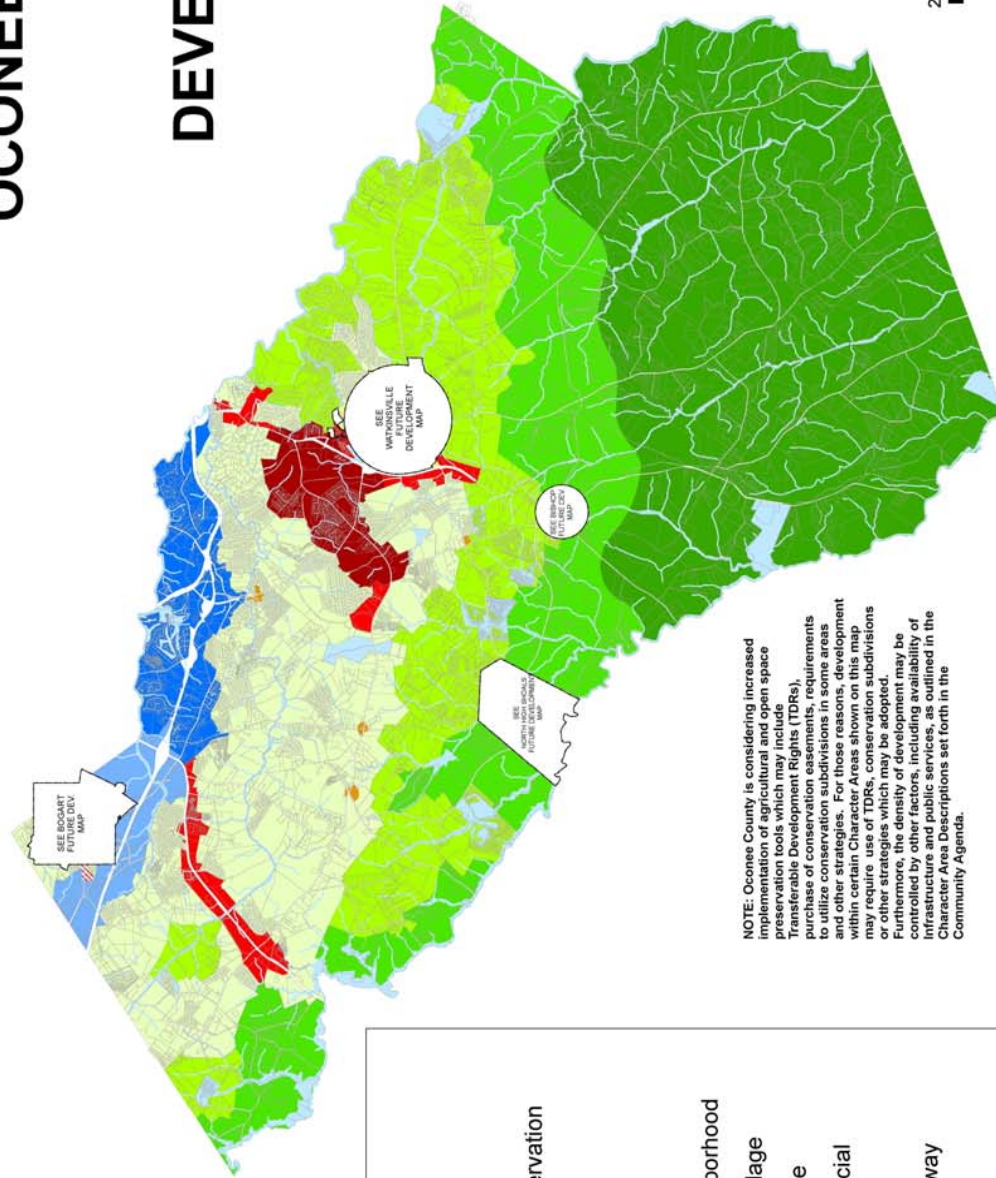 OCONEE
DEVE
SEE BOGART
FUTURE DEV.
MAP
SEE
WATKINSVILLE
FUTURE
DEVELOPMENT
MAP
SEE BISHOP
FUTURE DEV
MAP
SEE
NORTH HIGH SHOALS
FUTURE DEVELOPMENT
MAP
NOTE: Oconee County is considering increased
implementation of agricultural and open space
preservation tools which may include
Transferable Development Rights (TDRs),
purchase of conservation easements, requirements
to utilize conservation subdivisions in some areas
and other strategies. For those reasons, development
within certain Character Areas shown on this map
may require use of TDRs, conservation subdivisions
or other strategies which may be adopted.
Furthermore, the density of development may be
controlled by other factors, including availability of
Infrastructure and public services, as outlined in the
Character Area Descriptions set forth in the
Community Agenda.
ervation
borhood
lage
e
cial
way
2